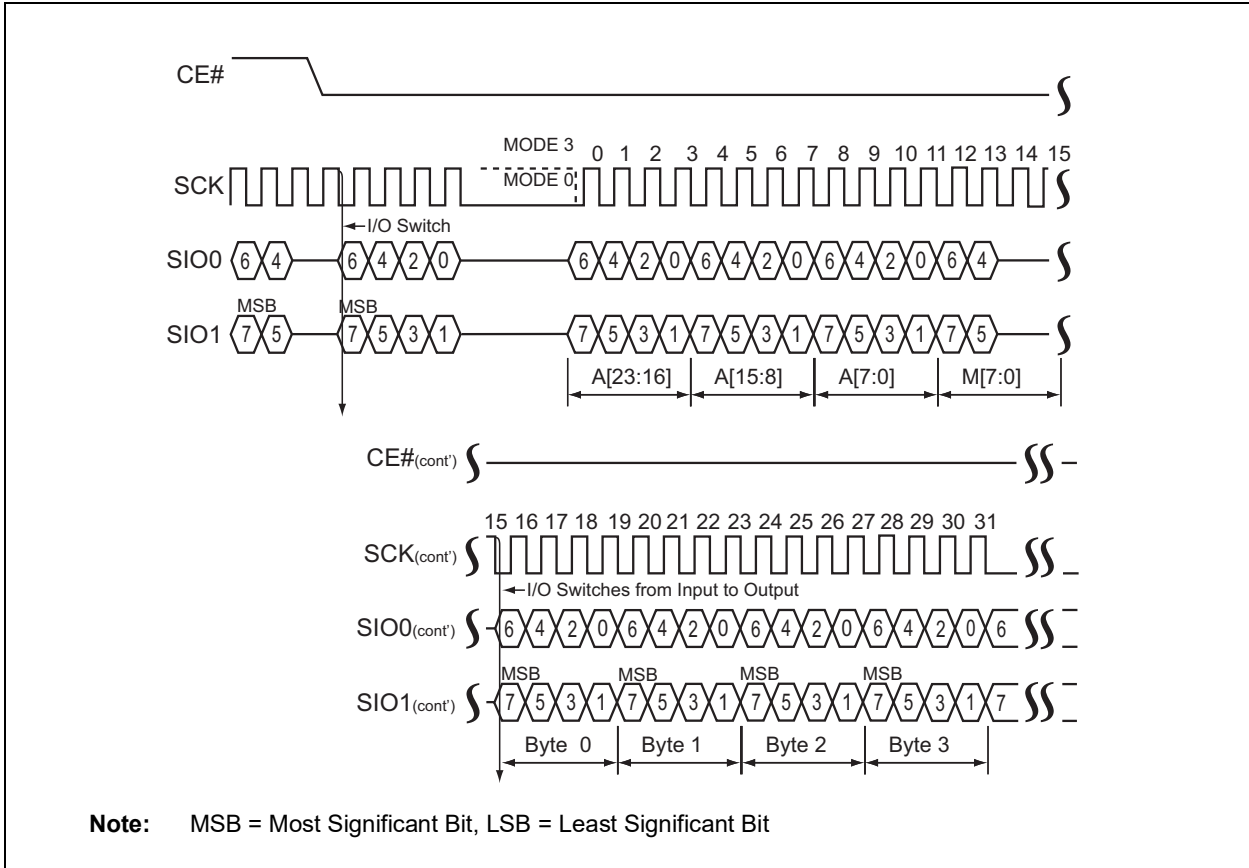 CE#
MODE 3
0 1 2 3 4 5 6 7 8 9 10 11 12 13 14 15
SCK
MODE 0
I/O Switch
SIO0 6 4 6 4 2 0 6 4 2 0 6 4 2 0 6 4 2 0 6 4
MSB MSB
SIO1 7 5 7 5 3 1 7 5 3 1 7 5 3 1 7 5 3 1 7 5
A[23:16] A[15:8] A[7:0] M[7:0]
CE#(cont')
15 16 17 18 19 20 21 22 23 24 25 26 27 28 29 30 31
SCK(cont')
I/O Switches from Input to Output
SIO0(cont') 6 4 2 0 6 4 2 0 6 4 2 0 6 4 2 0 6
MSB MSB MSB MSB
SIO1(cont') 7 5 3 1 7 5 3 1 7 5 3 1 7 5 3 1 7
Byte 0 Byte 1 Byte 2 Byte 3
Note: MSB = Most Significant Bit, LSB = Least Significant Bit